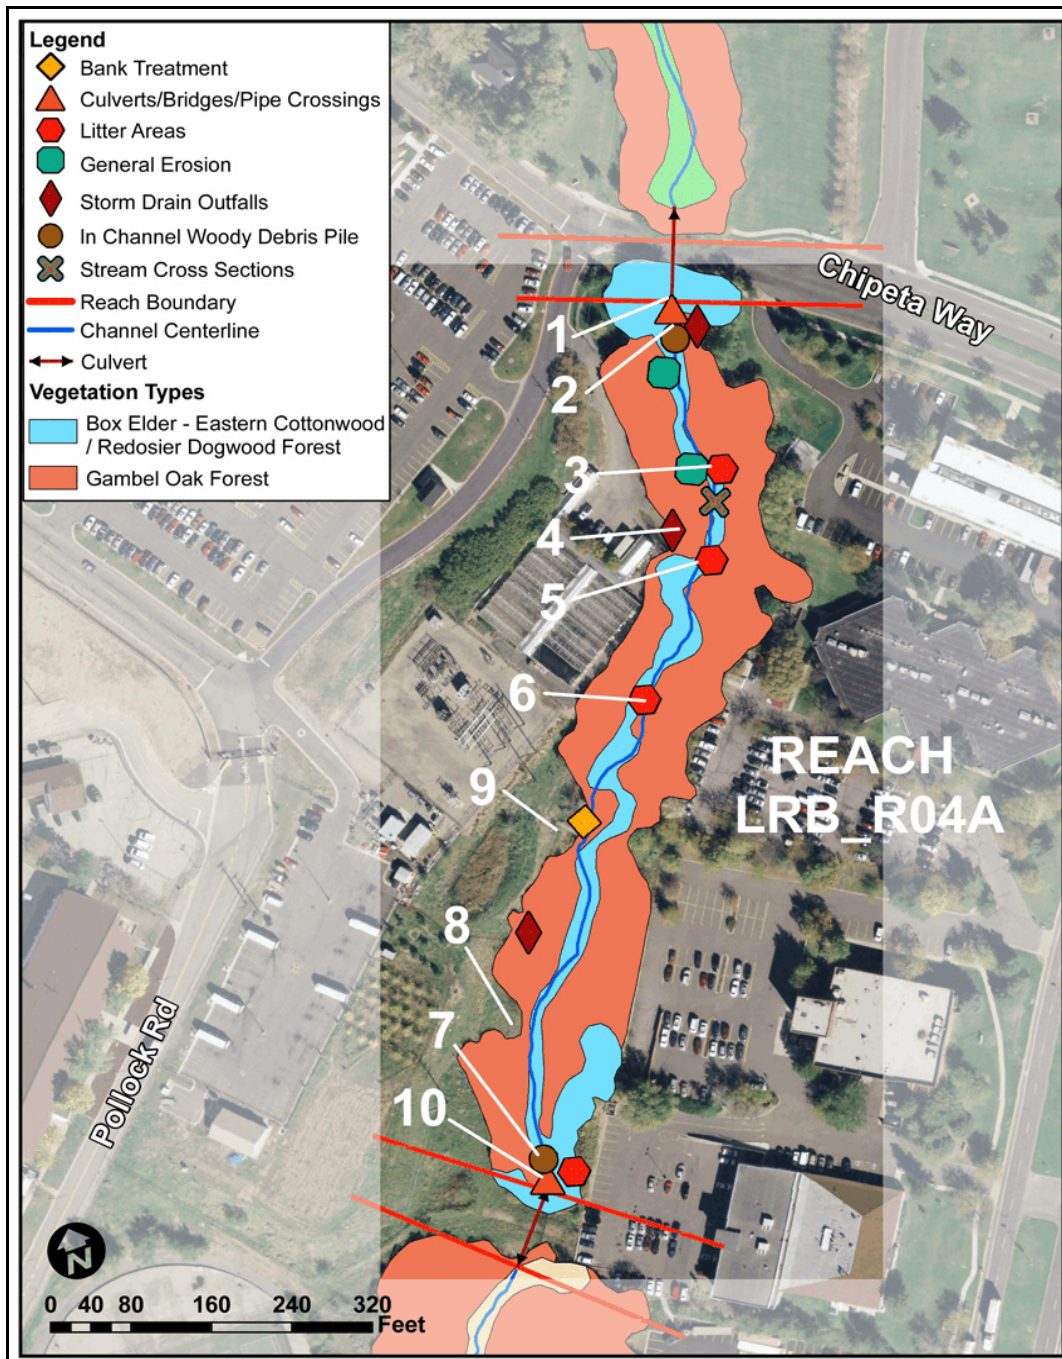 Legend
Bank Treatment
Culverts/Bridges/Pipe Crossings
Litter Areas
General Erosion
Storm Drain Outfalls
In Channel Woody Debris Pile
Stream Cross Sections
Reach Boundary
Channel Centerline
Culvert
Vegetation Types
Box Elder - Eastern Cottonwood
/ Redosier Dogwood Forest
Gambel Oak Forest
Chipeta Way
1
2
3
4
5
6
REACH
LRB_R04A
9
8
7
10
Pollock Rd
N
0 40 80 160 240 320
Feet